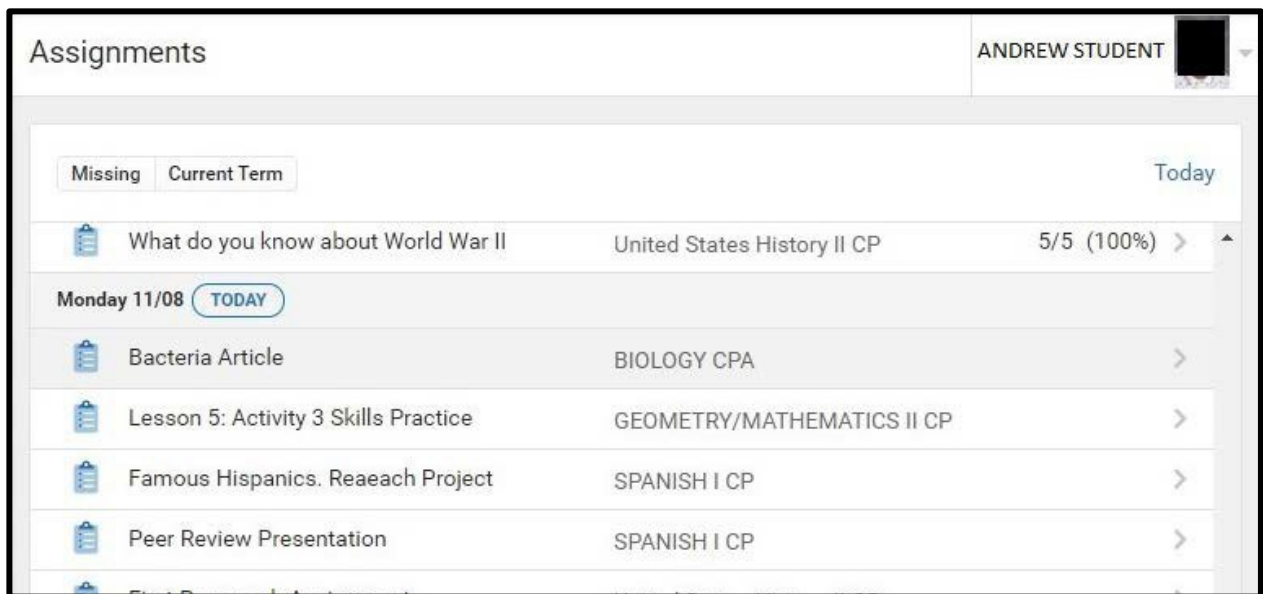 Assignments
ANDREW STUDENT
Missing Current Term
Today
What do you know about World War II United States History II CP 5/5 (100%)
Monday 11/08 TODAY
Bacteria Article BIOLOGY CPA
Lesson 5: Activity 3 Skills Practice GEOMETRY/MATHEMATICS II CP
Famous Hispanics. Reaeach Project SPANISH I CP
Peer Review Presentation SPANISH I CP